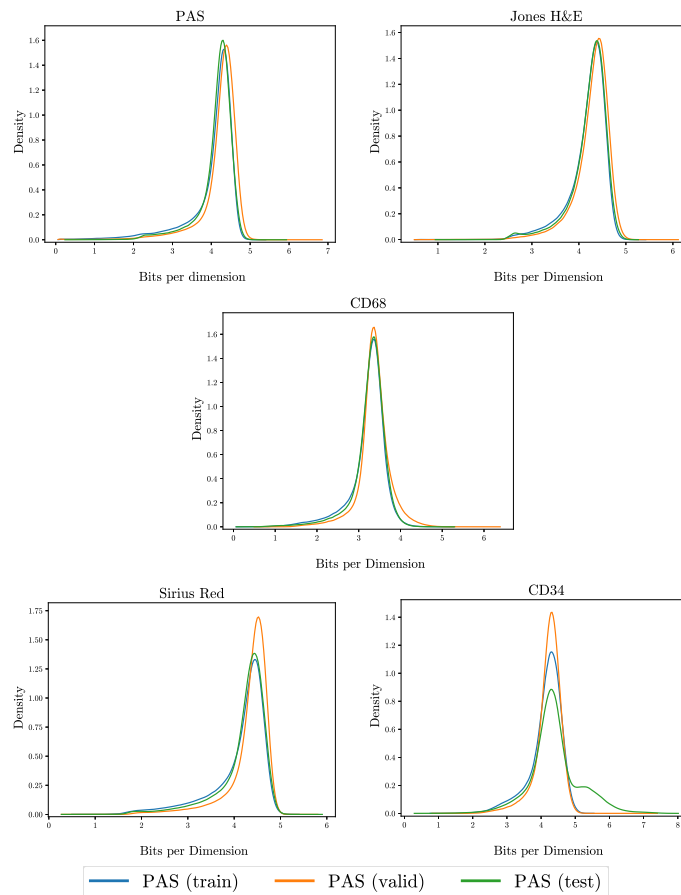 PAS
Density
1.6
1.4
1.2
1.0
0.8
0.6
0.4
0.2
0.0
0 1 2 3 4 5 6 7
Bits per dimension
Jones H&E
Density
1.6
1.4
1.2
1.0
0.8
0.6
0.4
0.2
0.0
1 2 3 4 5 6
Bits per Dimension
CD68
Density
1.6
1.4
1.2
1.0
0.8
0.6
0.4
0.2
0.0
0 1 2 3 4 5 6
Bits per Dimension
Sirius Red
Density
1.75
1.50
1.25
1.00
0.75
0.50
0.25
0.00
0 1 2 3 4 5 6
Bits per Dimension
CD34
Density
1.4
1.2
1.0
0.8
0.6
0.4
0.2
0.0
0 1 2 3 4 5 6 7 8
Bits per Dimension
PAS (train) PAS (valid) PAS (test)